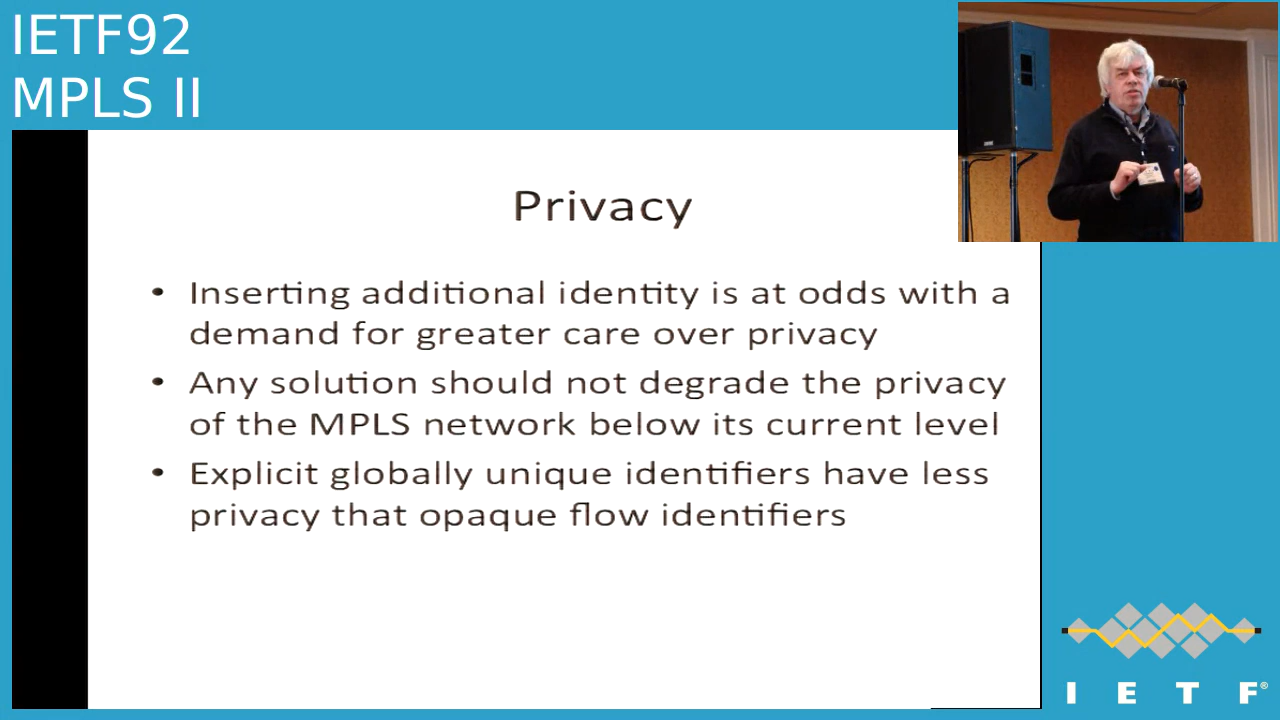 IETF92
MPLS II
Privacy
• Inserting additional identity is at odds with a
demand for greater care over privacy
• Any solution should not degrade the privacy
of the MPLS network below its current level
• Explicit globally unique identifiers have less
privacy that opaque flow identifiers
I E T F®